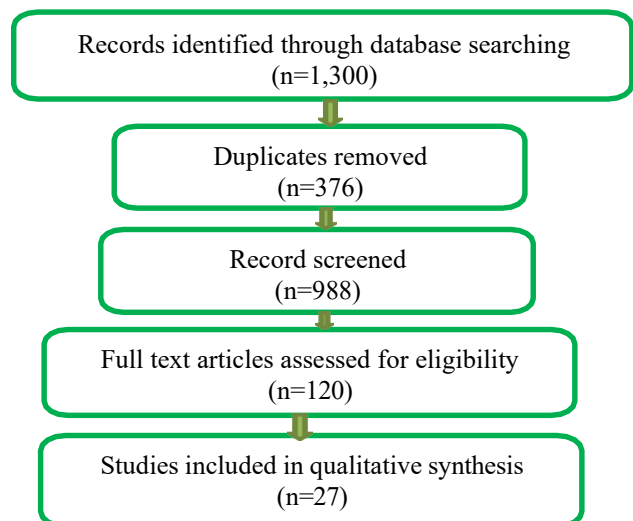 Records identified through database searching
(n=1,300)
Duplicates removed
(n=376)
Record screened
(n=988)
Full text articles assessed for eligibility
(n=120)
Studies included in qualitative synthesis
(n=27)